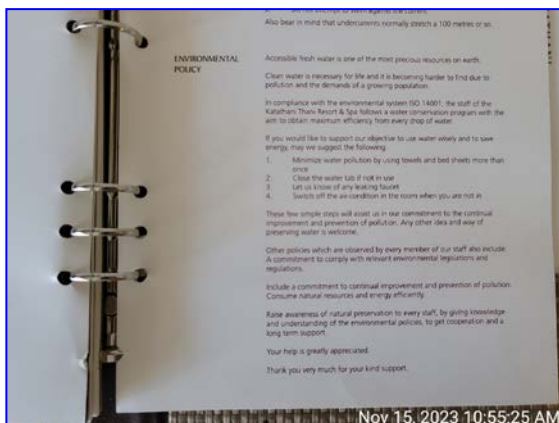 Also bear in mind that undercurrents normally stretch a 100 metres or so.
ENVIRONMENTAL
POLICY
Accessible fresh water is one of the most precious resources on earth.
Clean water is necessary for life and it is becoming harder to find due to
pollution and the demands of a growing population.
In compliance with the environmental system ISO 14001, the staff of the
Katathani Thani Resort & Spa follows a water conservation program with the
aim to obtain maximum efficiency from every drop of water.
If you would like to support our objective to use water wisely and to save
energy, may we suggest the following.
1. Minimize water pollution by using towels and bed sheets more than
once
2. Close the water tab if not in use
3. Let us know of any leaking faucet
4. Switch off the air condition in the room when you are not in
These few simple steps will assist us in our commitment to the continual
improvement and prevention of pollution. Any other idea and way of
preserving water is welcome.
Other policies which are observed by every member of our staff also include:
A commitment to comply with relevant environmental legislations and
regulations.
Include a commitment to continual improvement and prevention of pollution.
Consume natural resources and energy efficiently.
Raise awareness of natural preservation to every staff, by giving knowledge
and understanding of the environmental policies, to get cooperation and a
long term support.
Your help is greatly appreciated.
Thank you very much for your kind support.
Nov 15, 2023 10:55:25 AM